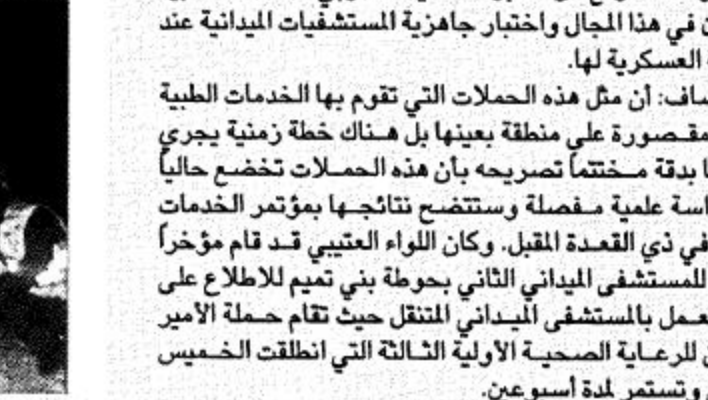 في هذا المجال واختبار جاهزية المستشفيات الميدانية عند
العسكرية لها.
أن مثل هذه الحملات التي تقوم بها الخدمات الطبية
مقصورة على منطقة بعينها بل هناك خطة زمنية يجري
بدقة مختتماً تصريحه بأن هذه الحملات تخضع حالياً
علمية مفصلة وستتضح نتائجها بمؤتمر الخدمات
في ذي القعدة المقبل. وكان اللواء العتيبي قد قام مؤخراً
للمستشفى الميداني الثاني بحوطة بني تميم للاطلاع على
بالمستشفى الميداني المتنقل حيث تقام حملة الأمير
للرعاية الصحية الأولية الثالثة التي انطلقت الخميس
وتستمر لمدة أسبوعين.